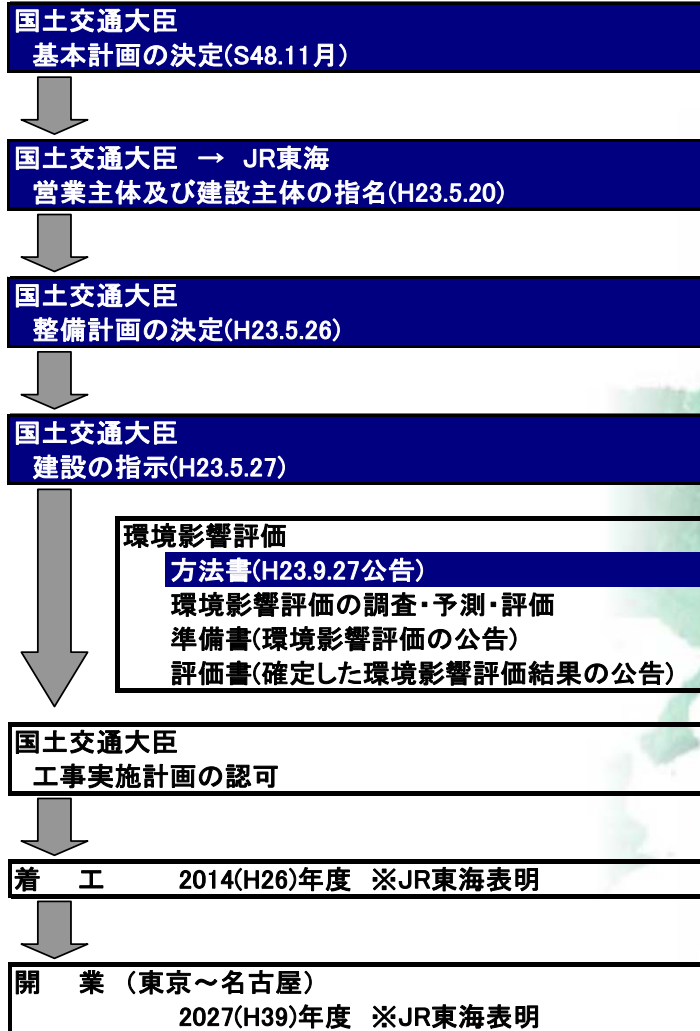 国土交通大臣
基本計画の決定(S48.11月)
国土交通大臣 → JR東海
営業主体及び建設主体の指名(H23.5.20)
国土交通大臣
整備計画の決定(H23.5.26)
国土交通大臣
建設の指示(H23.5.27)
環境影響評価
方法書(H23.9.27公告)
環境影響評価の調査・予測・評価
準備書(環境影響評価の公告)
評価書(確定した環境影響評価結果の公告)
国土交通大臣
工事実施計画の認可
着　工　　2014(H26)年度 ※JR東海表明
開　業 (東京～名古屋)
2027(H39)年度 ※JR東海表明